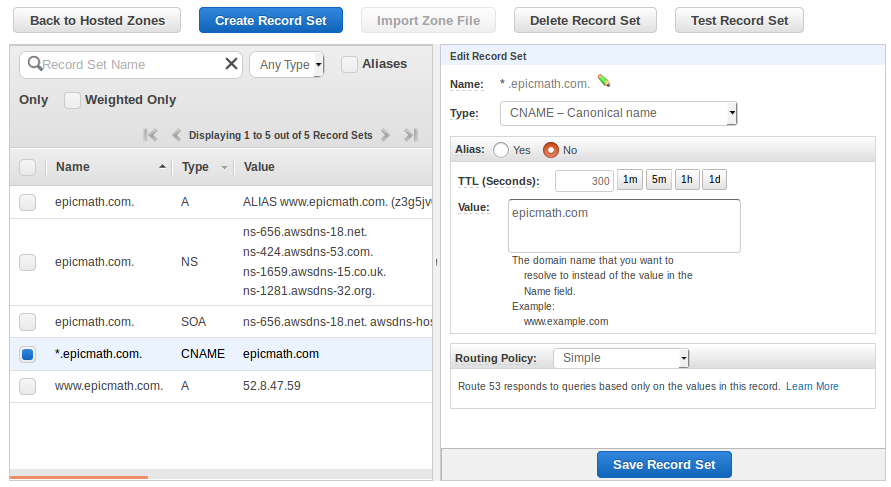 Back to Hosted Zones
Create Record Set
Import Zone File
Delete Record Set
Test Record Set
Record Set Name
Any Type
Aliases
Only
Weighted Only
Displaying 1 to 5 out of 5 Record Sets
Name Type Value
epicmath.com. A ALIAS www.epicmath.com. (z3g5jv
epicmath.com. NS ns-656.awsdns-18.net.
ns-424.awsdns-53.com.
ns-1659.awsdns-15.co.uk.
ns-1281.awsdns-32.org.
epicmath.com. SOA ns-656.awsdns-18.net. awsdns-hos
*.epicmath.com. CNAME epicmath.com
www.epicmath.com. A 52.8.47.59
Edit Record Set
Name: * .epicmath.com.
Type: CNAME – Canonical name
Alias: Yes No
TTL (Seconds): 300 1m 5m 1h 1d
Value: epicmath.com
The domain name that you want to
resolve to instead of the value in the
Name field.
Example:
www.example.com
Routing Policy: Simple
Route 53 responds to queries based only on the values in this record. Learn More
Save Record Set